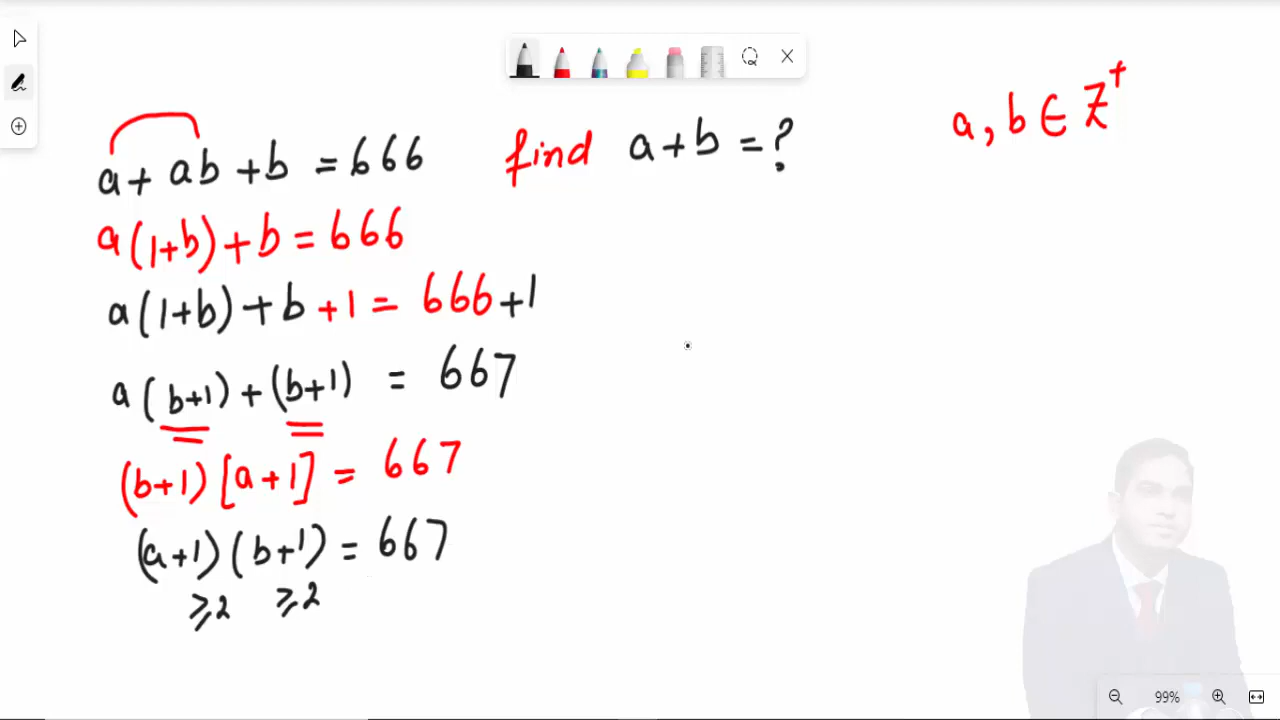 a + ab + b = 666 find a + b = ? a, b ∈ Z⁺
a(1+b) + b = 666
a(1+b) + b + 1 = 666 + 1
a(b+1) + (b+1) = 667
(b+1)[a+1] = 667
(a+1)(b+1) = 667
⩾2 ⩾2
99%